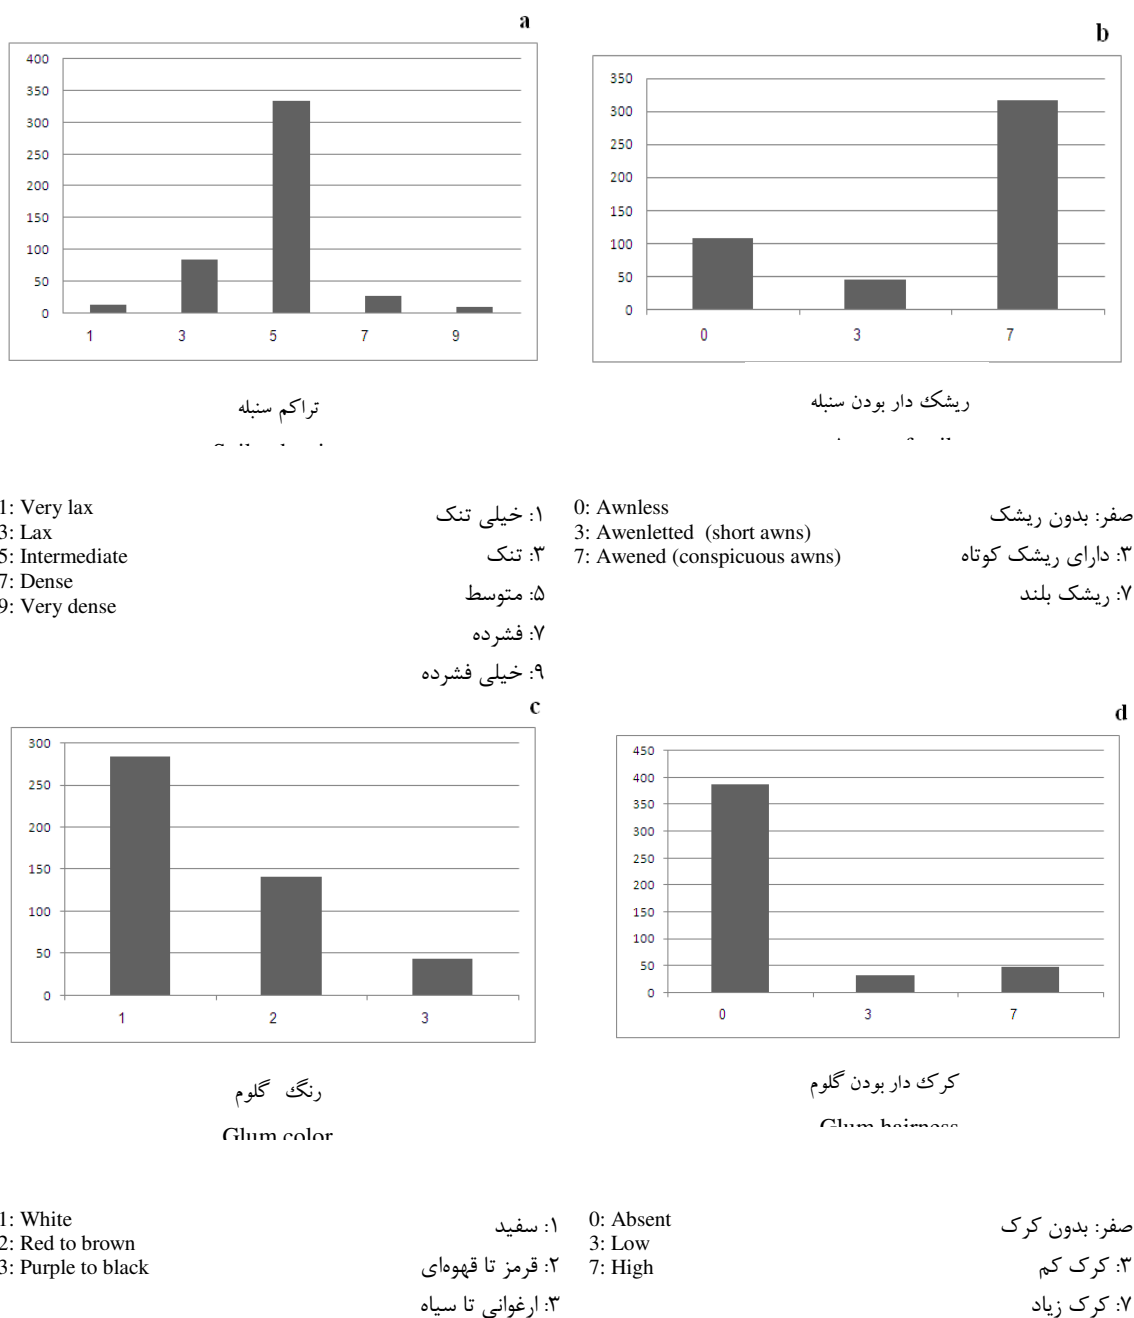 a
400
350
300
250
200
150
100
50
0
1 3 5 7 9
تراکم سنبله
b
350
300
250
200
150
100
50
0
0 3 7
ریشک دار بودن سنبله
1: Very lax
3: Lax
5: Intermediate
7: Dense
9: Very dense
۱: خیلی تنک
۳: تنک
۵: متوسط
۷: فشرده
۹: خیلی فشرده
0: Awnless
3: Awenletted (short awns)
7: Awened (conspicuous awns)
صفر: بدون ریشک
۳: دارای ریشک کوتاه
۷: ریشک بلند
c
300
250
200
150
100
50
0
1 2 3
رنگ گلوم
Glum color
d
450
400
350
300
250
200
150
100
50
0
0 3 7
کرک دار بودن گلوم
Glum hairness
1: White
2: Red to brown
3: Purple to black
۱: سفید
۲: قرمز تا قهوه‌ای
۳: ارغوانی تا سیاه
0: Absent
3: Low
7: High
صفر: بدون کرک
۳: کرک کم
۷: کرک زیاد